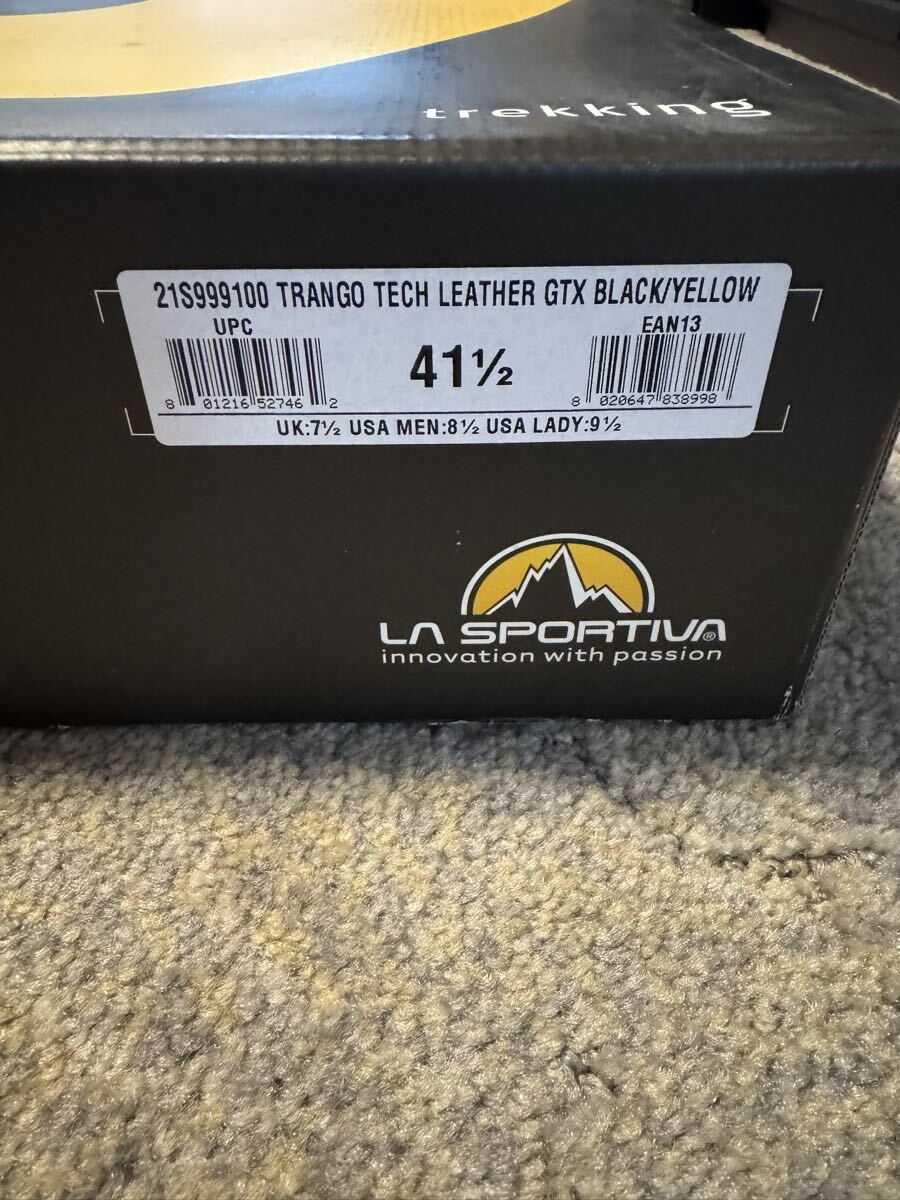 trekking
21S999100 TRANGO TECH LEATHER GTX BLACK/YELLOW
UPC
EAN13
41½
8 01216 52746 2
8 020647 838998
UK:7½ USA MEN:8½ USA LADY:9½
LA SPORTIVA®
innovation with passion